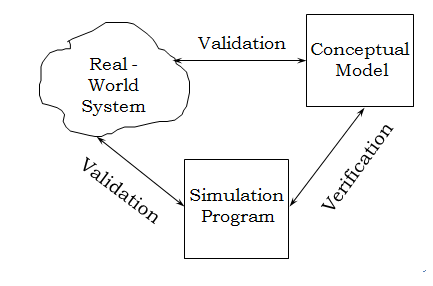 Validation
Real -
World
System
Conceptual
Model
Validation
Simulation
Program
Verification